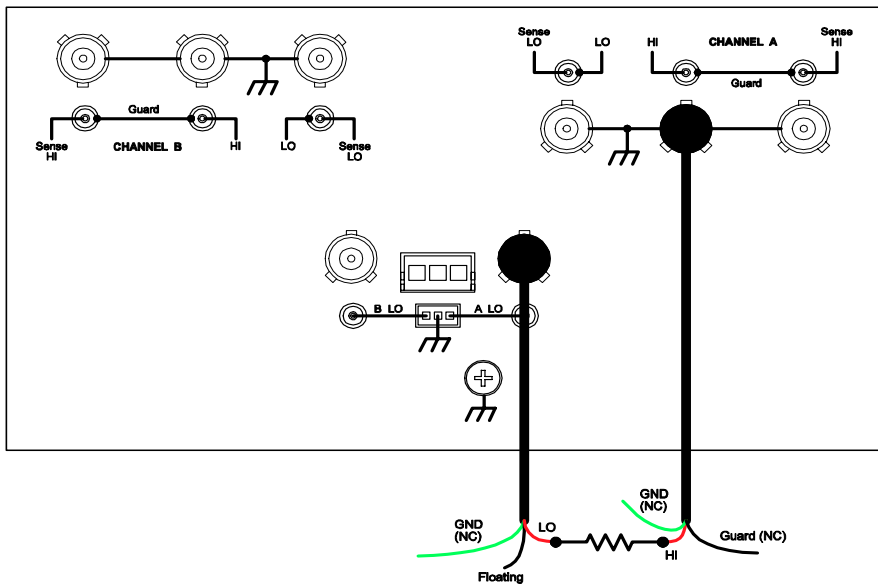 Sense
LO
LO
HI
CHANNEL A
Sense
HI
Guard
Guard
Sense
HI
CHANNEL B
HI
LO
Sense
LO
B LO
A LO
GND
(NC)
LO
Floating
GND
(NC)
HI
Guard (NC)